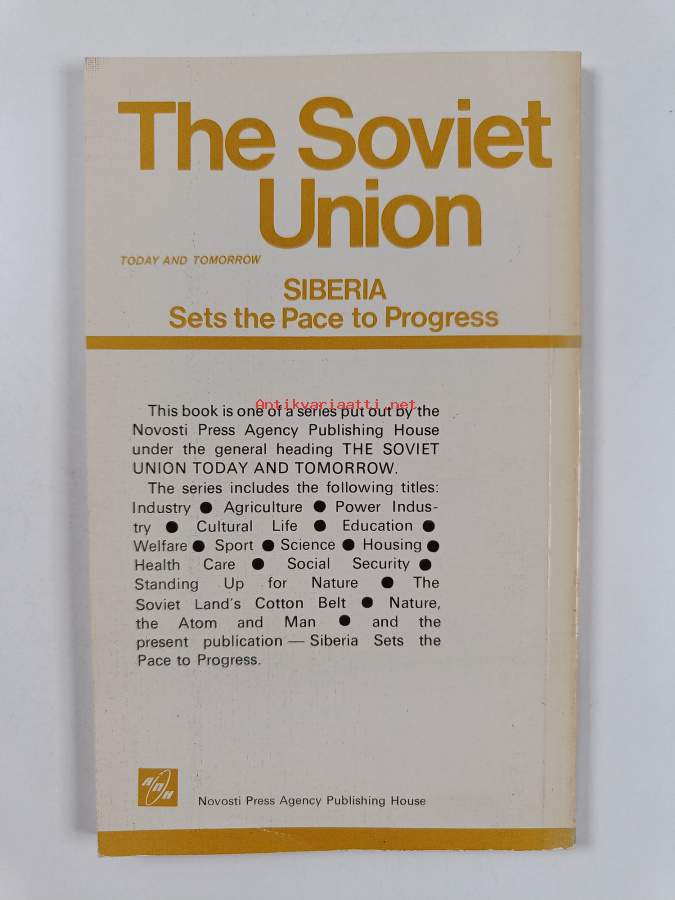 The Soviet
Union
TODAY AND TOMORROW
SIBERIA
Sets the Pace to Progress
Antikvariaatti.net
This book is one of a series put out by the
Novosti Press Agency Publishing House
under the general heading THE SOVIET
UNION TODAY AND TOMORROW.
The series includes the following titles:
Industry ● Agriculture ● Power Indus-
try ● Cultural Life ● Education ●
Welfare ● Sport ● Science ● Housing ●
Health Care ● Social Security ●
Standing Up for Nature ● The
Soviet Land's Cotton Belt ● Nature,
the Atom and Man ● and the
present publication — Siberia Sets the
Pace to Progress.
АПН
Novosti Press Agency Publishing House